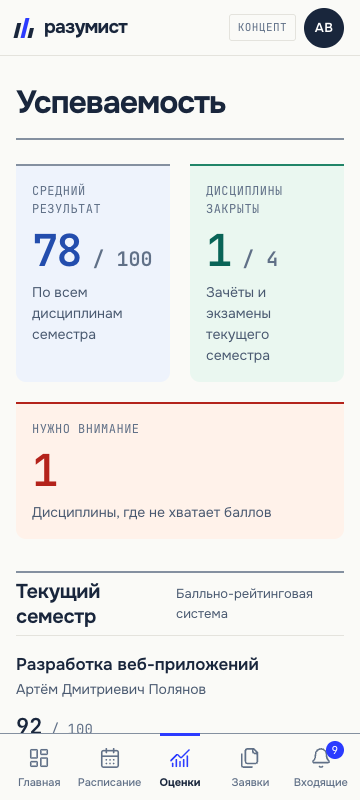 разумист
КОНЦЕПТ
АВ
Успеваемость
СРЕДНИЙ
РЕЗУЛЬТАТ
78 / 100
По всем
дисциплинам
семестра
ДИСЦИПЛИНЫ
ЗАКРЫТЫ
1 / 4
Зачёты и
экзамены
текущего
семестра
НУЖНО ВНИМАНИЕ
1
Дисциплины, где не хватает баллов
Текущий
семестр
Балльно-рейтинговая
система
Разработка веб-приложений
Артём Дмитриевич Полянов
92 / 100
9
Главная
Расписание
Оценки
Заявки
Входящие